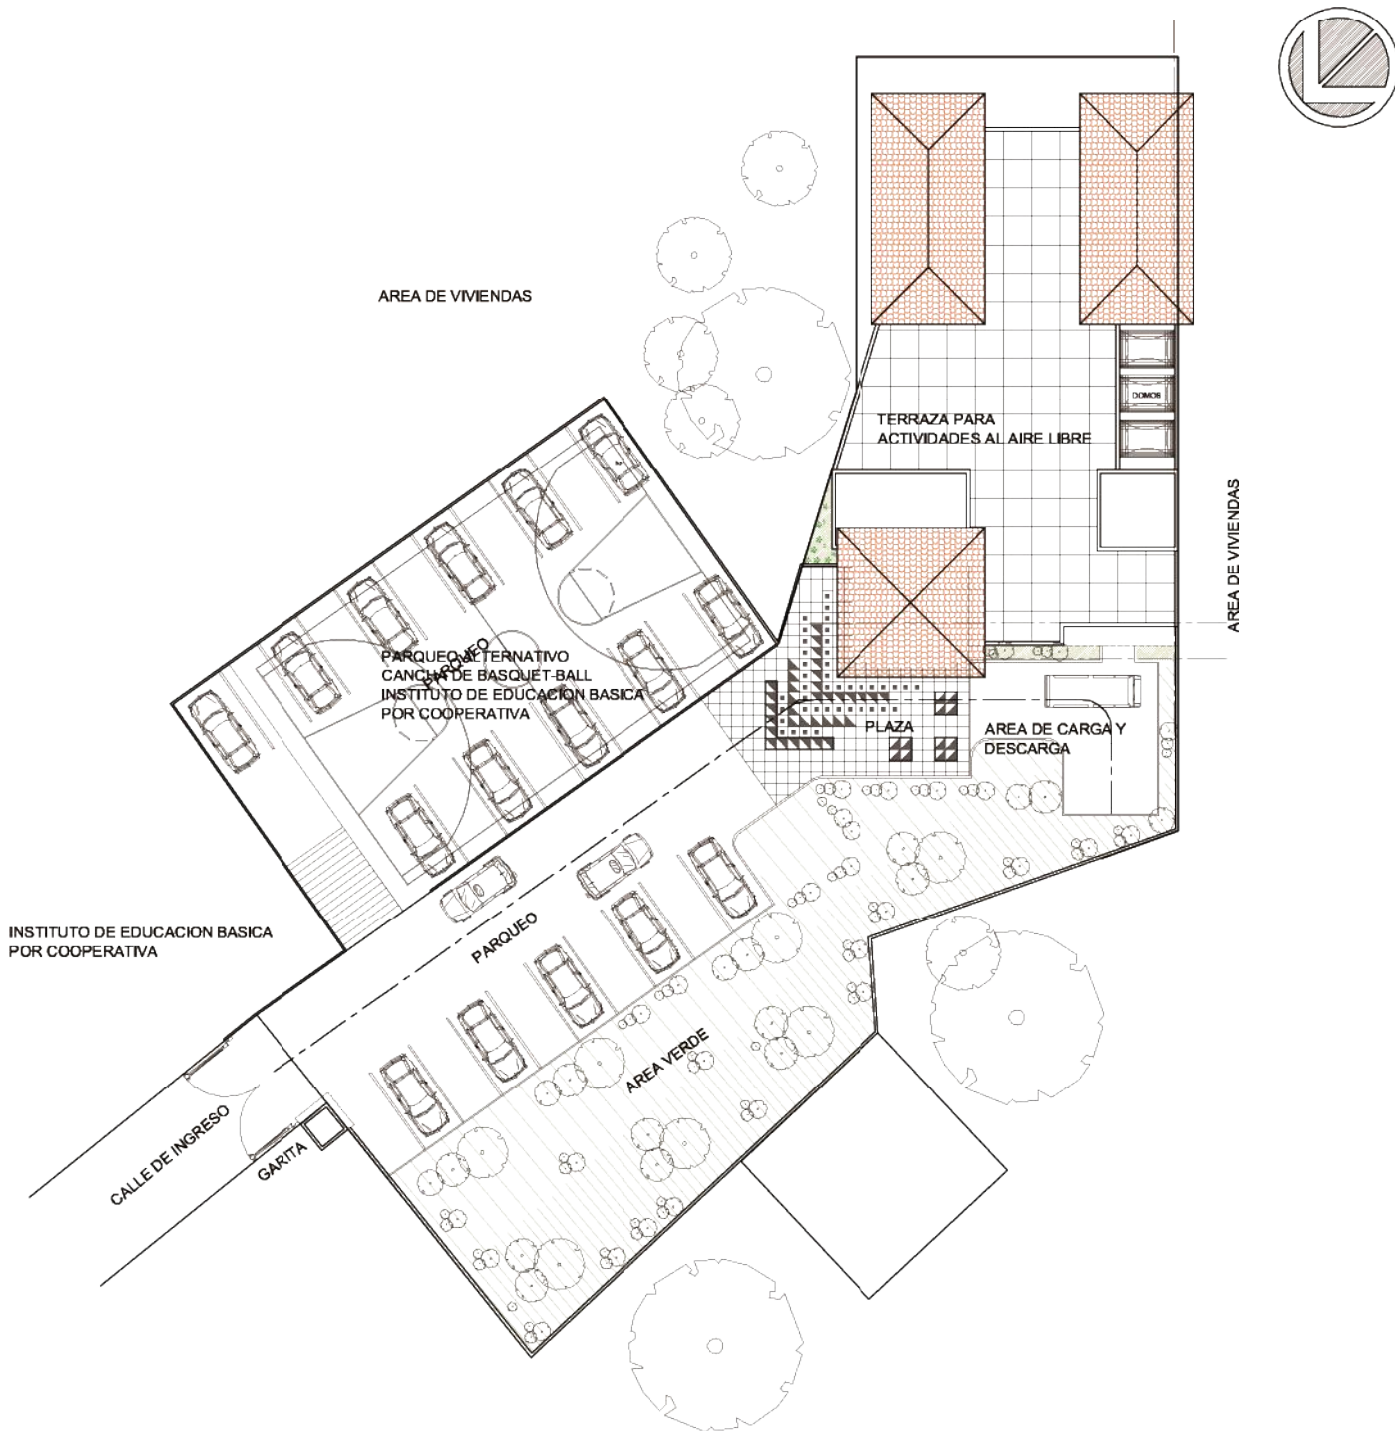 AREA DE VIVIENDAS
TERRAZA PARA
ACTIVIDADES AL AIRE LIBRE
DOMOS
AREA DE VIVIENDAS
PARQUEO ALTERNATIVO
CANCHA DE BASQUET-BALL
INSTITUTO DE EDUCACION BASICA
POR COOPERATIVA
PARQUEO
PLAZA
AREA DE CARGA Y
DESCARGA
INSTITUTO DE EDUCACION BASICA
POR COOPERATIVA
PARQUEO
AREA VERDE
CALLE DE INGRESO
GARITA